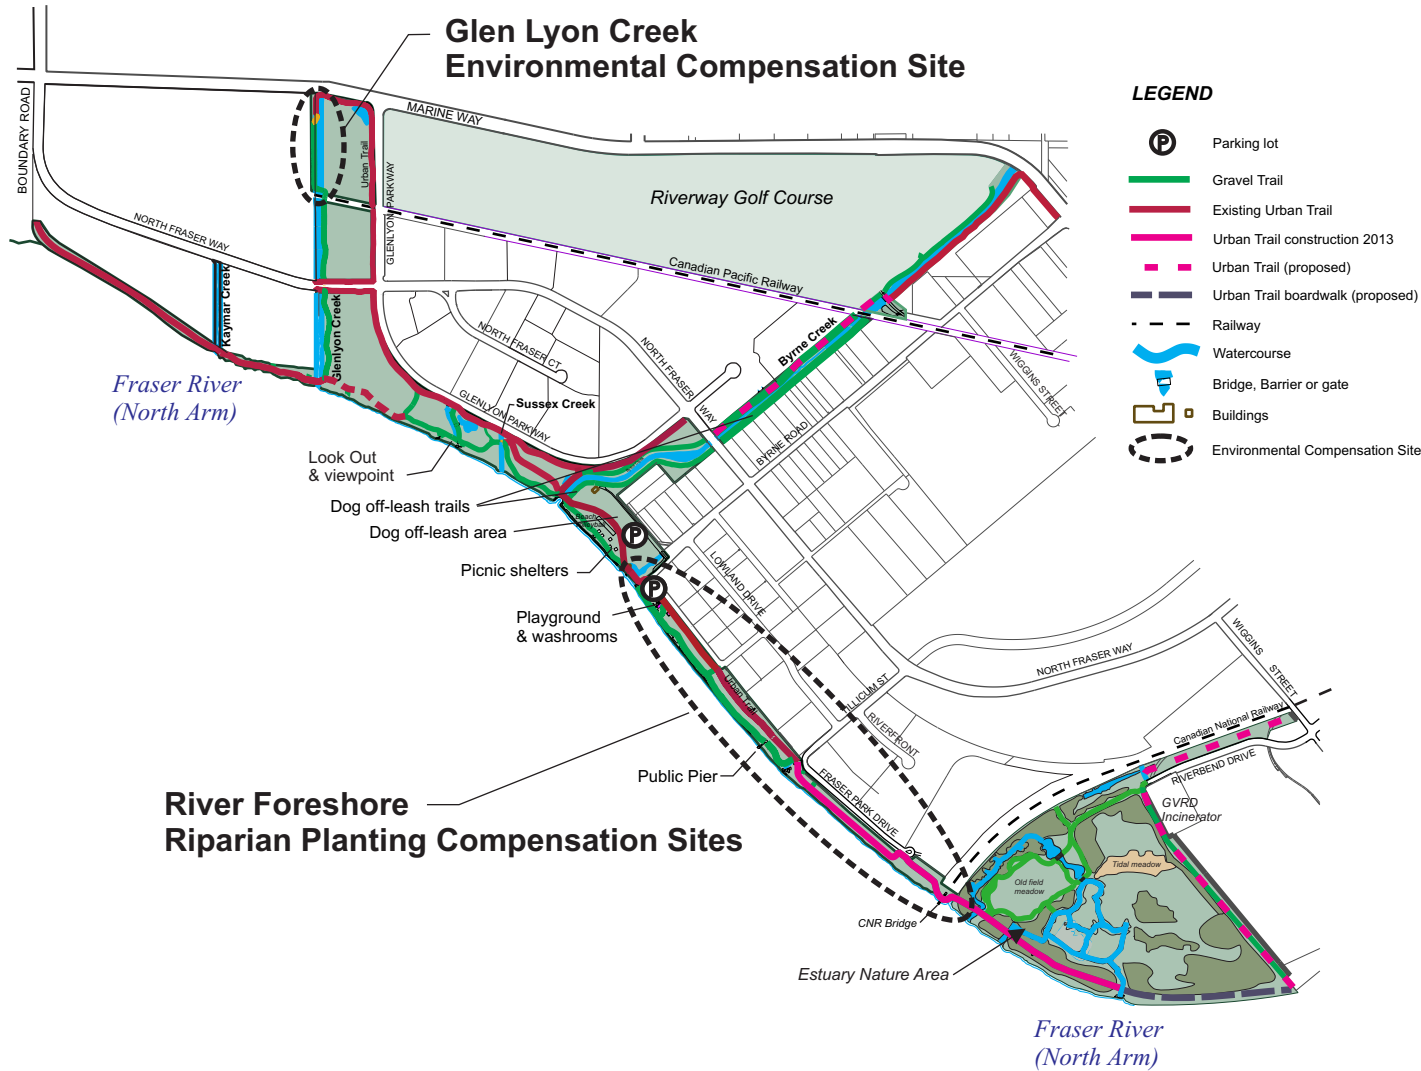 Glen Lyon Creek
Environmental Compensation Site
LEGEND
Parking lot
Gravel Trail
Existing Urban Trail
Urban Trail construction 2013
Urban Trail (proposed)
Urban Trail boardwalk (proposed)
Railway
Watercourse
Bridge, Barrier or gate
Buildings
Environmental Compensation Site
BOUNDARY ROAD
MARINE WAY
Urban Trail
GLENLYON PARKWAY
Riverway Golf Course
NORTH FRASER WAY
Canadian Pacific Railway
Kaymar Creek
Glenlyon Creek
NORTH FRASER CT
NORTH FRASER
WAY
Byrne Creek
WIGGINS STREET
Fraser River
(North Arm)
GLENLYON PARKWAY
Sussex Creek
BYRNE ROAD
Look Out
& viewpoint
Dog off-leash trails
Dog off-leash area
Beach
P
Picnic shelters
P
LOWLAND DRIVE
Playground
& washrooms
WIGGINS STREET
NORTH FRASER WAY
Urban Trail
RIVERFRONT
Canadian National Railway
RIVERBEND DRIVE
Public Pier
FRASER PARK DRIVE
River Foreshore
Riparian Planting Compensation Sites
GVRD
Incinerator
Tidal meadow
Old field
meadow
CNR Bridge
Estuary Nature Area
Fraser River
(North Arm)